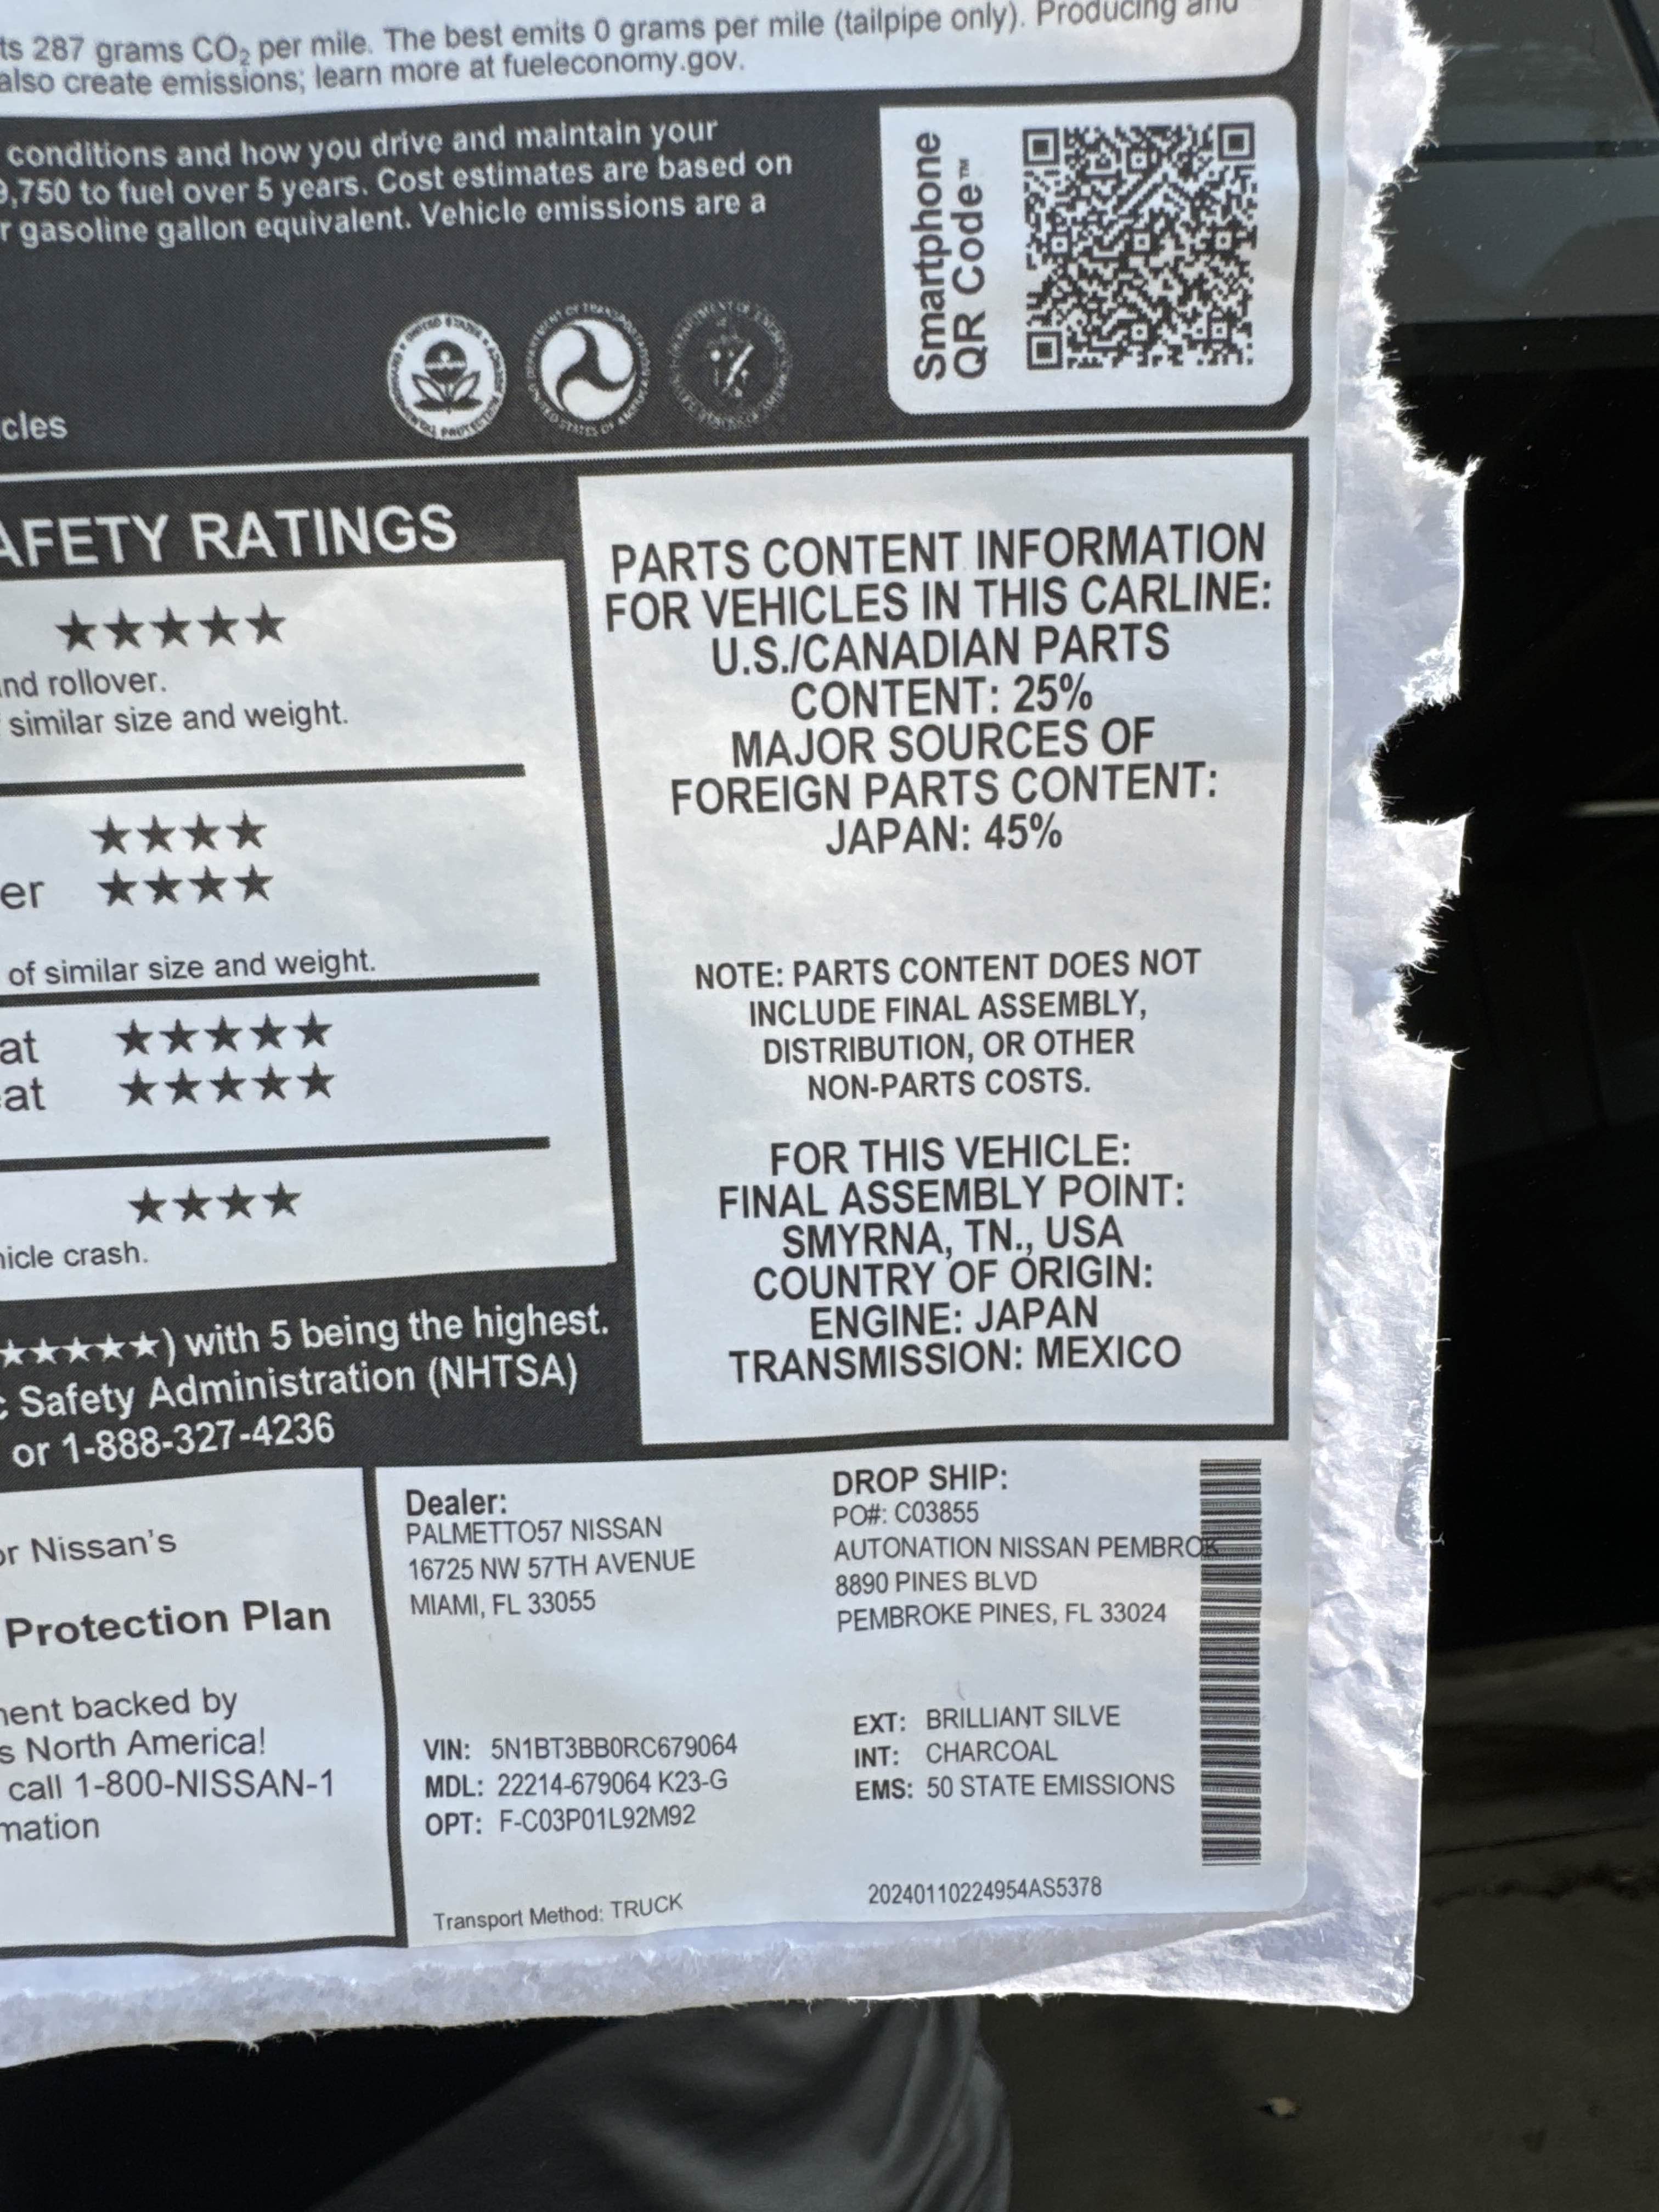 ts 287 grams CO₂ per mile. The best emits 0 grams per mile (tailpipe only). Producing and
also create emissions; learn more at fueleconomy.gov.
conditions and how you drive and maintain your
9,750 to fuel over 5 years. Cost estimates are based on
r gasoline gallon equivalent. Vehicle emissions are a
cles
Smartphone
QR Code™
AFETY RATINGS
★★★★★
nd rollover.
similar size and weight.
★★★★
er ★★★★
of similar size and weight.
at ★★★★★
at ★★★★★
★★★★
icle crash.
★★★★★) with 5 being the highest.
Safety Administration (NHTSA)
or 1-888-327-4236
PARTS CONTENT INFORMATION
FOR VEHICLES IN THIS CARLINE:
U.S./CANADIAN PARTS
CONTENT: 25%
MAJOR SOURCES OF
FOREIGN PARTS CONTENT:
JAPAN: 45%
NOTE: PARTS CONTENT DOES NOT
INCLUDE FINAL ASSEMBLY,
DISTRIBUTION, OR OTHER
NON-PARTS COSTS.
FOR THIS VEHICLE:
FINAL ASSEMBLY POINT:
SMYRNA, TN., USA
COUNTRY OF ORIGIN:
ENGINE: JAPAN
TRANSMISSION: MEXICO
or Nissan's
Protection Plan
ent backed by
s North America!
call 1-800-NISSAN-1
mation
Dealer:
PALMETTO57 NISSAN
16725 NW 57TH AVENUE
MIAMI, FL 33055
VIN: 5N1BT3BB0RC679064
MDL: 22214-679064 K23-G
OPT: F-C03P01L92M92
Transport Method: TRUCK
DROP SHIP:
PO#: C03855
AUTONATION NISSAN PEMBROK
8890 PINES BLVD
PEMBROKE PINES, FL 33024
EXT: BRILLIANT SILVE
INT: CHARCOAL
EMS: 50 STATE EMISSIONS
20240110224954AS5378